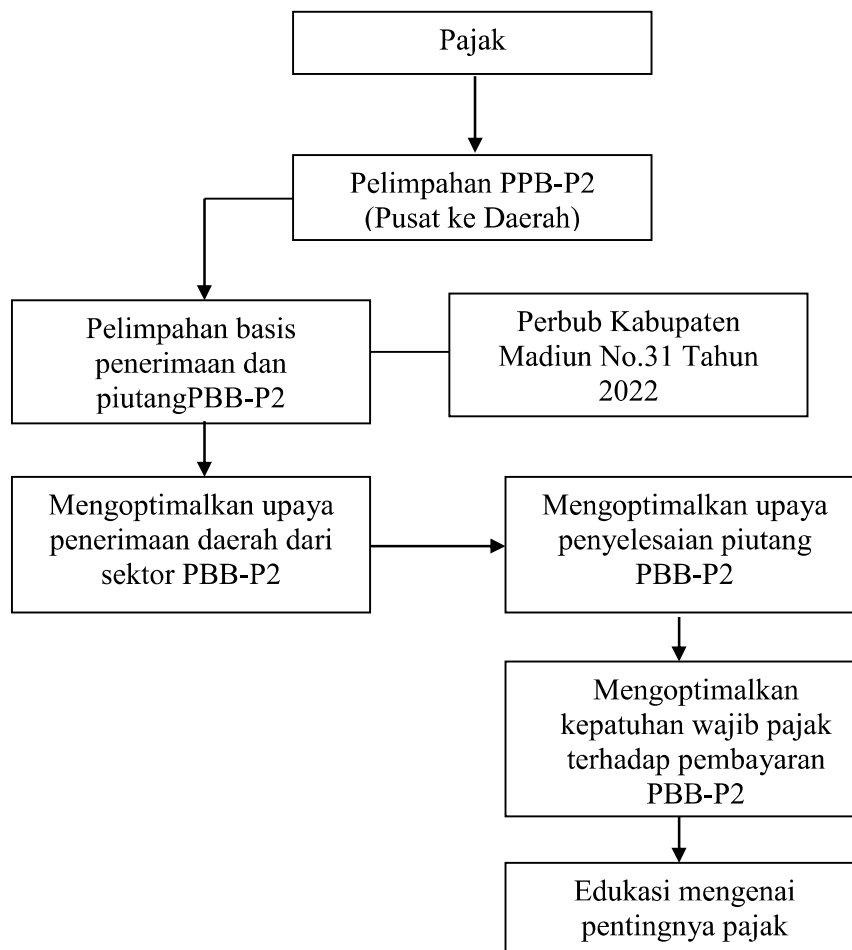 Pajak
Pelimpahan PPB-P2
(Pusat ke Daerah)
Pelimpahan basis
penerimaan dan
piutangPBB-P2
Perbub Kabupaten
Madiun No.31 Tahun
2022
Mengoptimalkan upaya
penerimaan daerah dari
sektor PBB-P2
Mengoptimalkan upaya
penyelesaian piutang
PBB-P2
Mengoptimalkan
kepatuhan wajib pajak
terhadap pembayaran
PBB-P2
Edukasi mengenai
pentingnya pajak